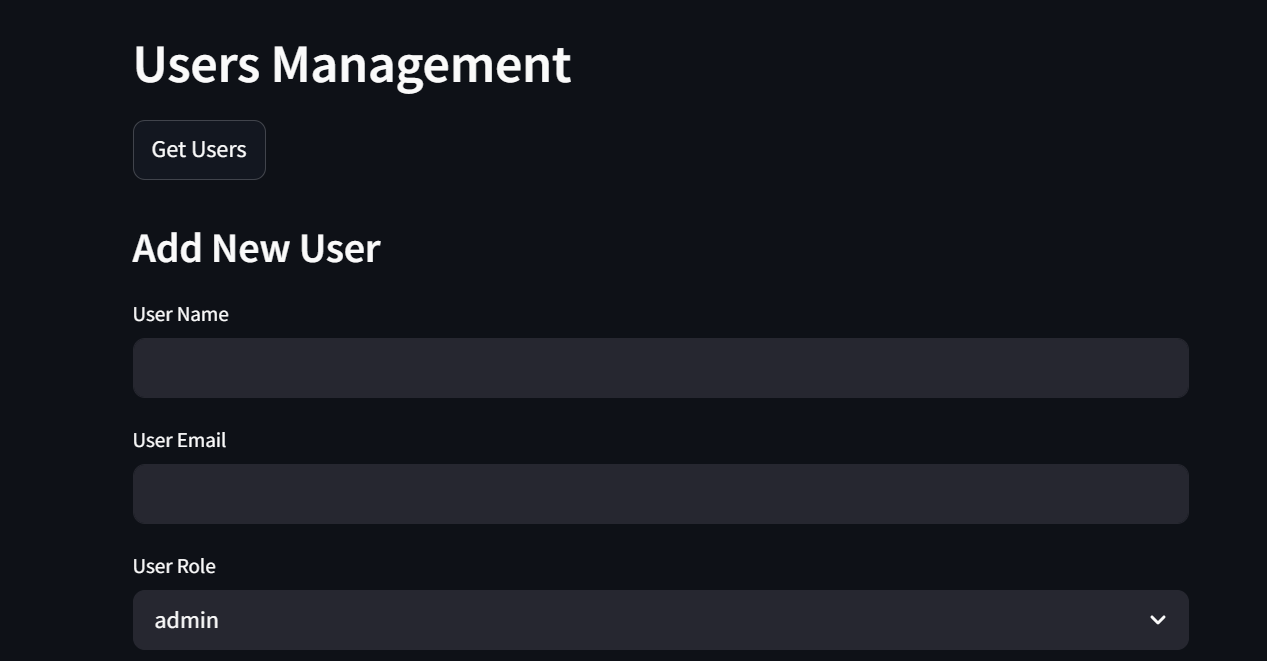 Users Management
Get Users
Add New User
User Name
User Email
User Role
admin